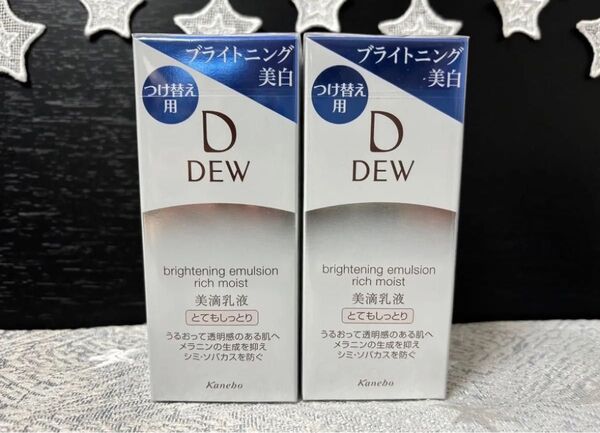 ブライトニング
美白
つけ替え
用
D
DEW
brightening emulsion
rich moist
美滴乳液
とてもしっとり
うるおって透明感のある肌へ
メラニンの生成を抑え
シミ・ソバカスを防ぐ
Kanebo
ブライトニング
美白
つけ替え
用
D
DEW
brightening emulsion
rich moist
美滴乳液
とてもしっとり
うるおって透明感のある肌へ
メラニンの生成を抑え
シミ・ソバカスを防ぐ
Kanebo